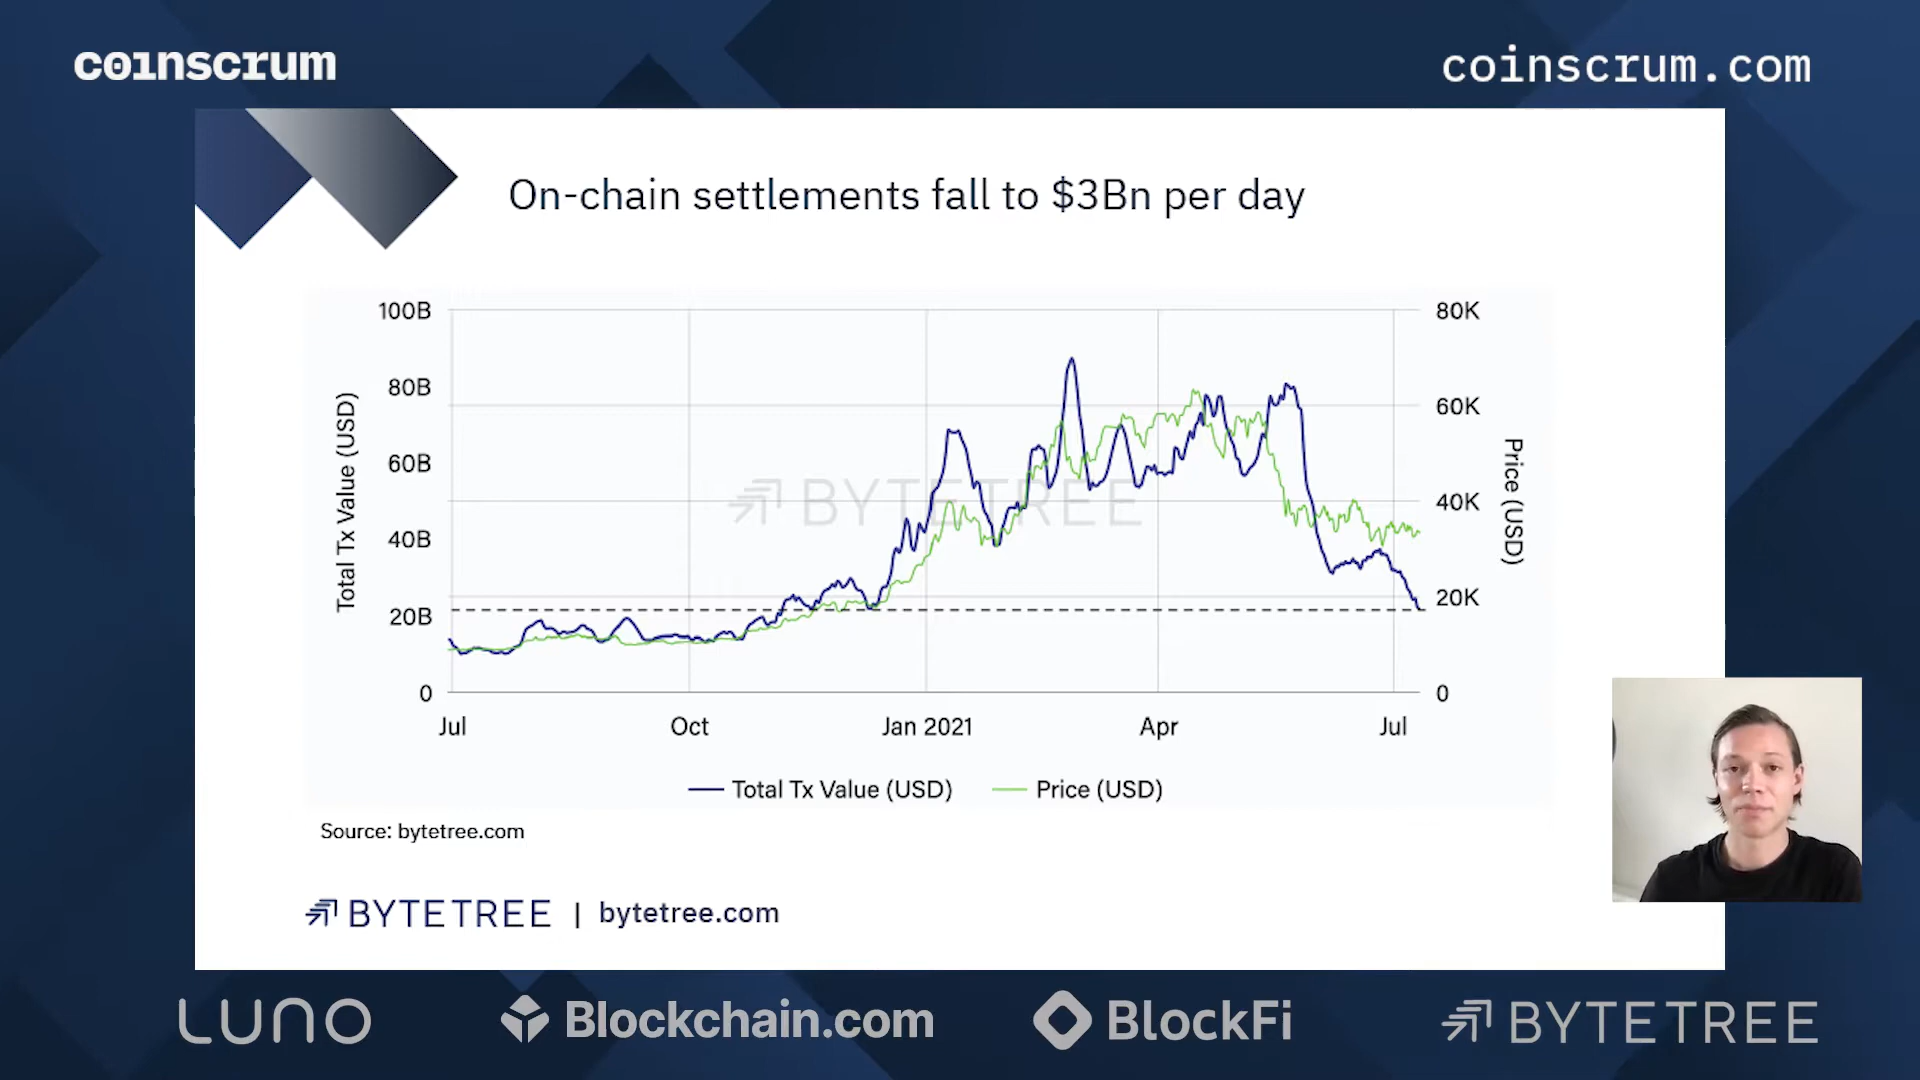 coinscrum
coinscrum.com
On-chain settlements fall to $3Bn per day
100B
80B
60B
40B
20B
0
Total Tx Value (USD)
80K
60K
40K
20K
0
Price (USD)
BYTETREE
Jul
Oct
Jan 2021
Apr
Jul
Total Tx Value (USD)
Price (USD)
Source: bytetree.com
BYTETREE | bytetree.com
LUNO
Blockchain.com
BlockFi
BYTETREE